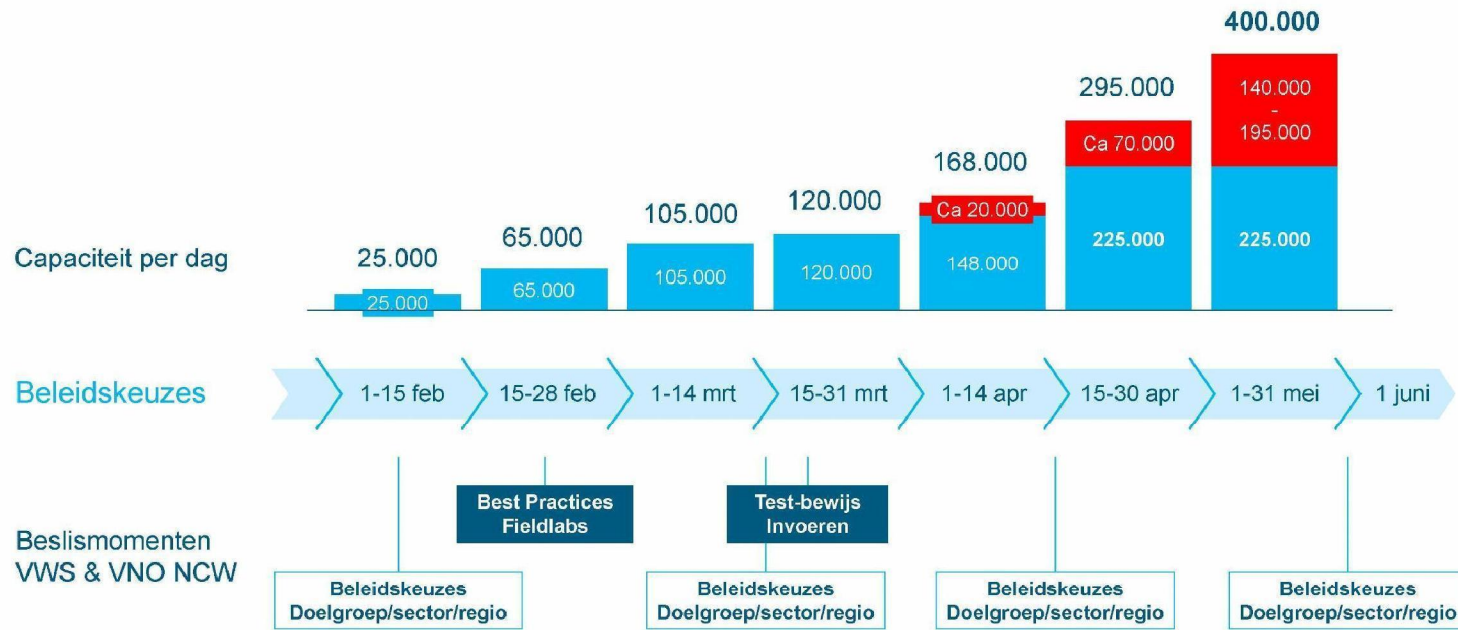 400.000
295.000
140.000
-
195.000
Ca 70.000
168.000
Ca 20.000
120.000
105.000
65.000
25.000
Capaciteit per dag
25.000
65.000
105.000
120.000
148.000
225.000
225.000
Beleidskeuzes
1-15 feb
15-28 feb
1-14 mrt
15-31 mrt
1-14 apr
15-30 apr
1-31 mei
1 juni
Best Practices
Fieldlabs
Test-bewijs
Invoeren
Beslismomenten
VWS & VNO NCW
Beleidskeuzes
Doelgroep/sector/regio
Beleidskeuzes
Doelgroep/sector/regio
Beleidskeuzes
Doelgroep/sector/regio
Beleidskeuzes
Doelgroep/sector/regio